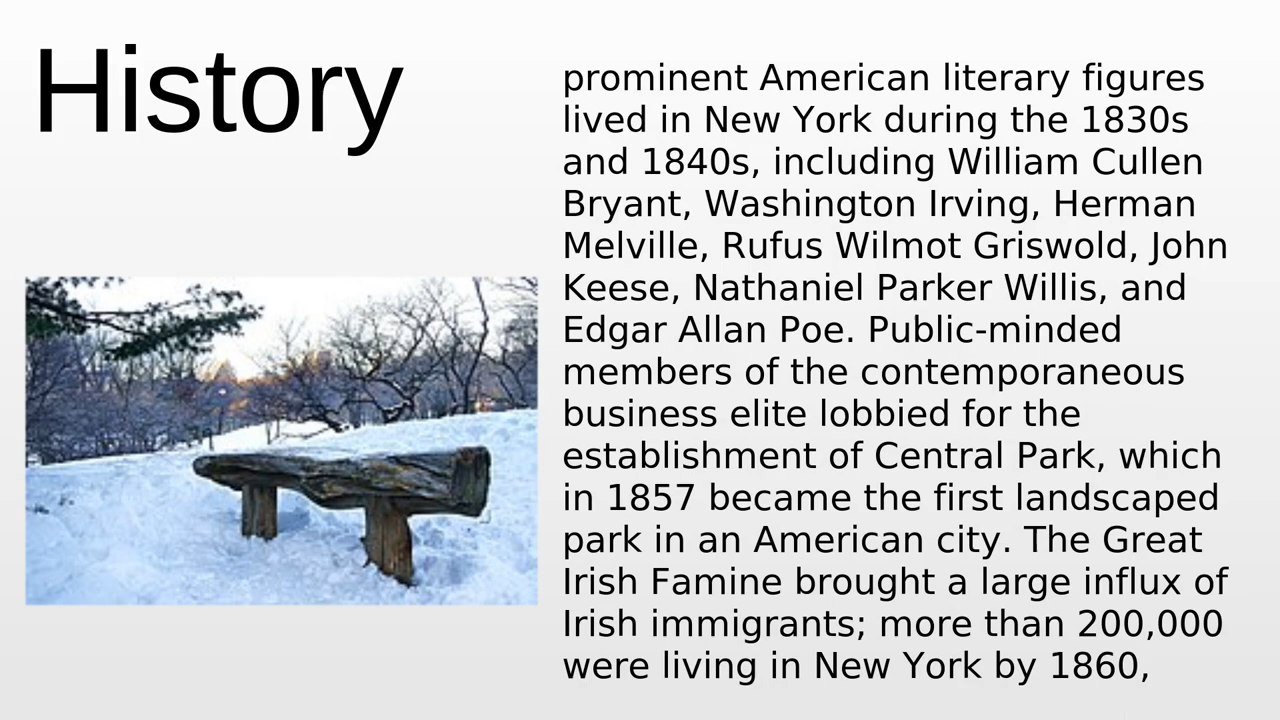 History
prominent American literary figures
lived in New York during the 1830s
and 1840s, including William Cullen
Bryant, Washington Irving, Herman
Melville, Rufus Wilmot Griswold, John
Keese, Nathaniel Parker Willis, and
Edgar Allan Poe. Public-minded
members of the contemporaneous
business elite lobbied for the
establishment of Central Park, which
in 1857 became the first landscaped
park in an American city. The Great
Irish Famine brought a large influx of
Irish immigrants; more than 200,000
were living in New York by 1860,